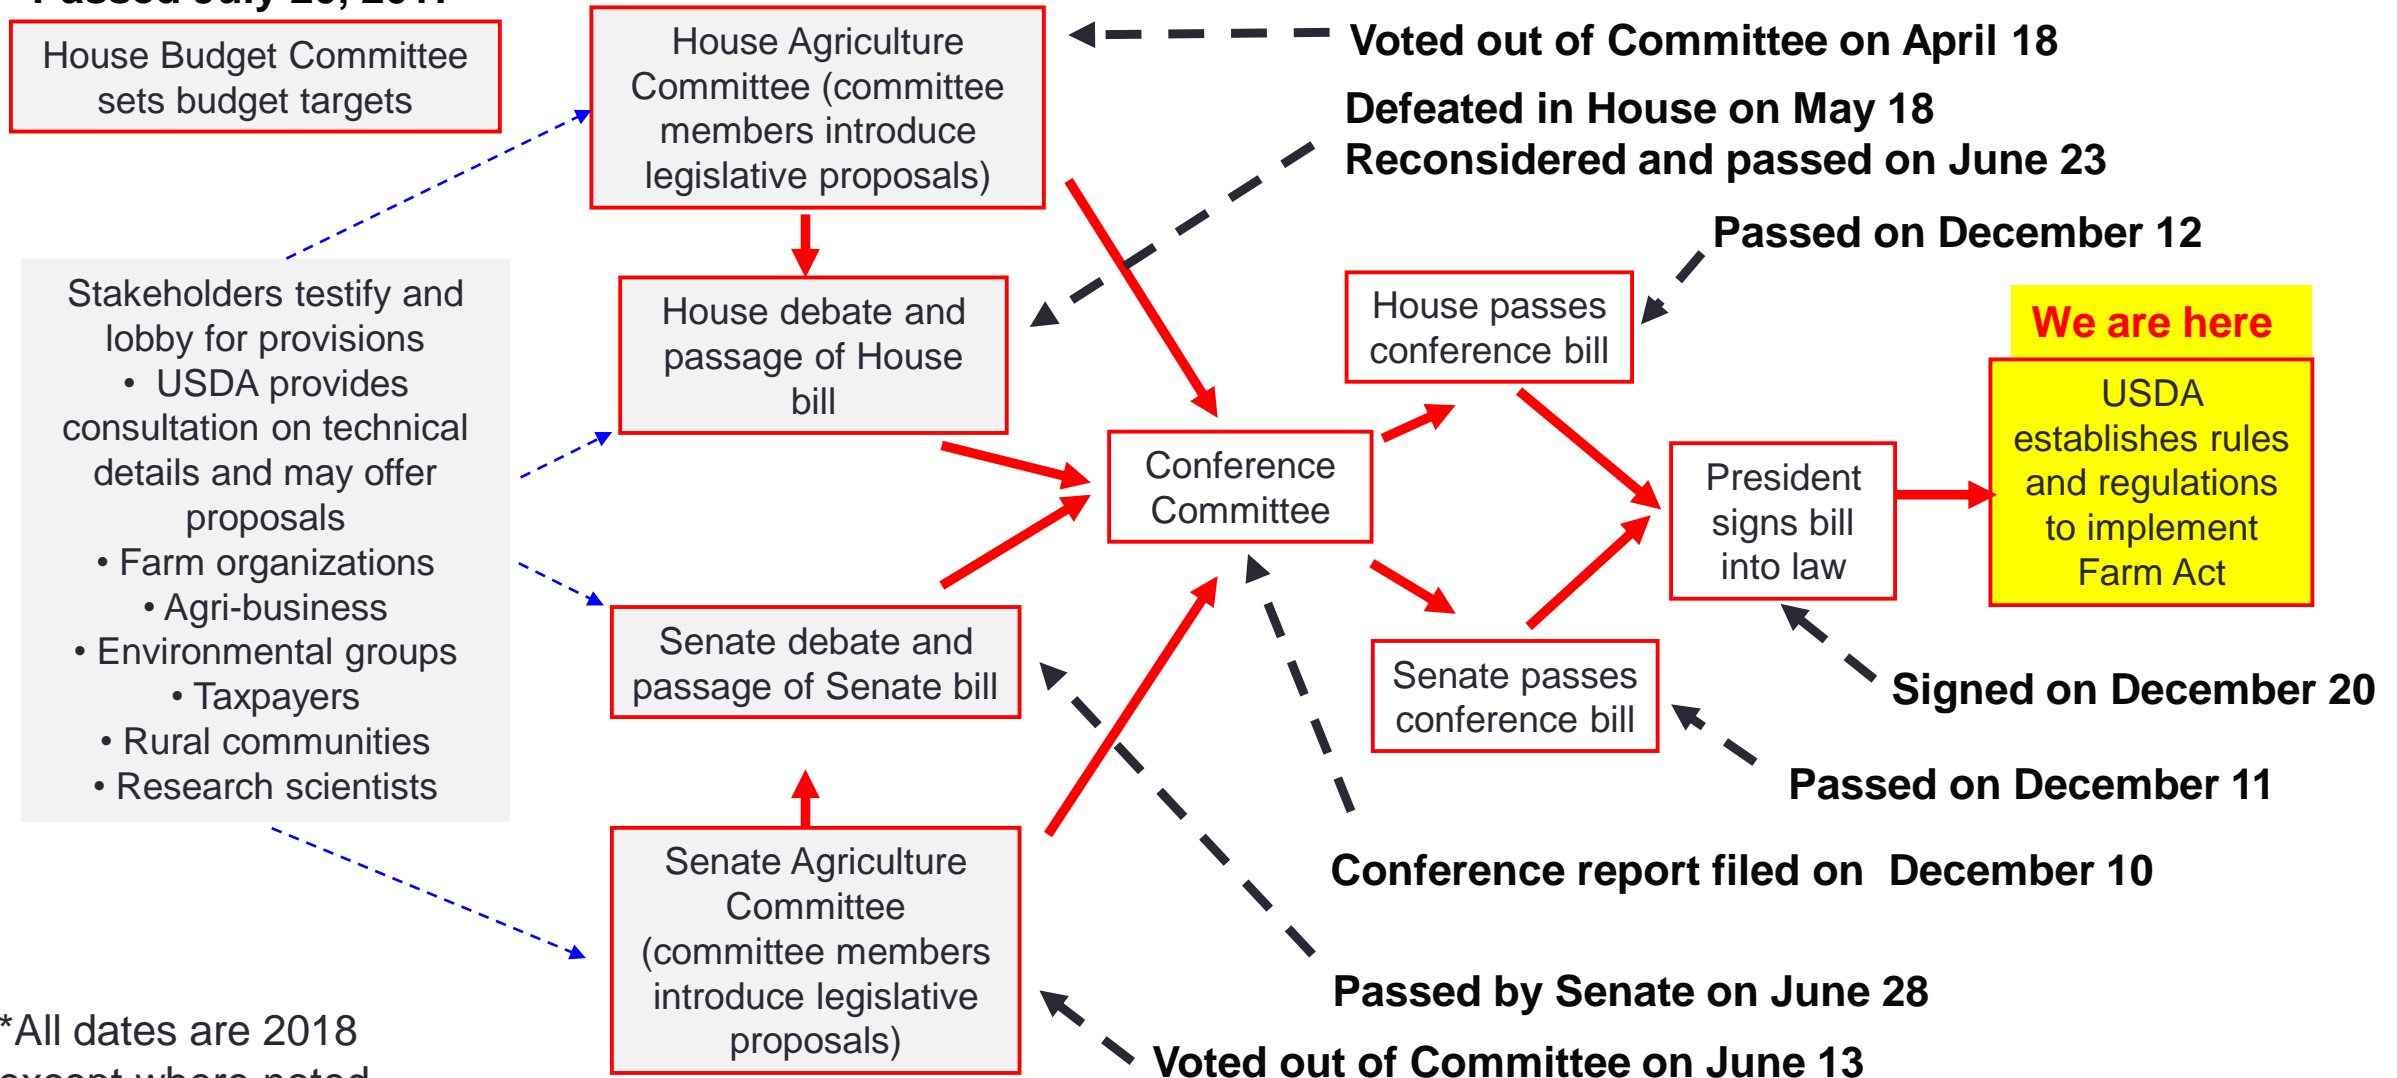 House Budget Committee
sets budget targets
House Agriculture
Committee (committee
members introduce
legislative proposals)
Voted out of Committee on April 18
Defeated in House on May 18
Reconsidered and passed on June 23
Passed on December 12
Stakeholders testify and
lobby for provisions
• USDA provides
consultation on technical
details and may offer
proposals
• Farm organizations
• Agri-business
• Environmental groups
• Taxpayers
• Rural communities
• Research scientists
House debate and
passage of House
bill
House passes
conference bill
We are here
USDA
establishes rules
and regulations
to implement
Farm Act
Conference
Committee
President
signs bill
into law
Senate debate and
passage of Senate bill
Senate passes
conference bill
Signed on December 20
Passed on December 11
Senate Agriculture
Committee
(committee members
introduce legislative
proposals)
Conference report filed on December 10
Passed by Senate on June 28
Voted out of Committee on June 13
*All dates are 2018
except where noted